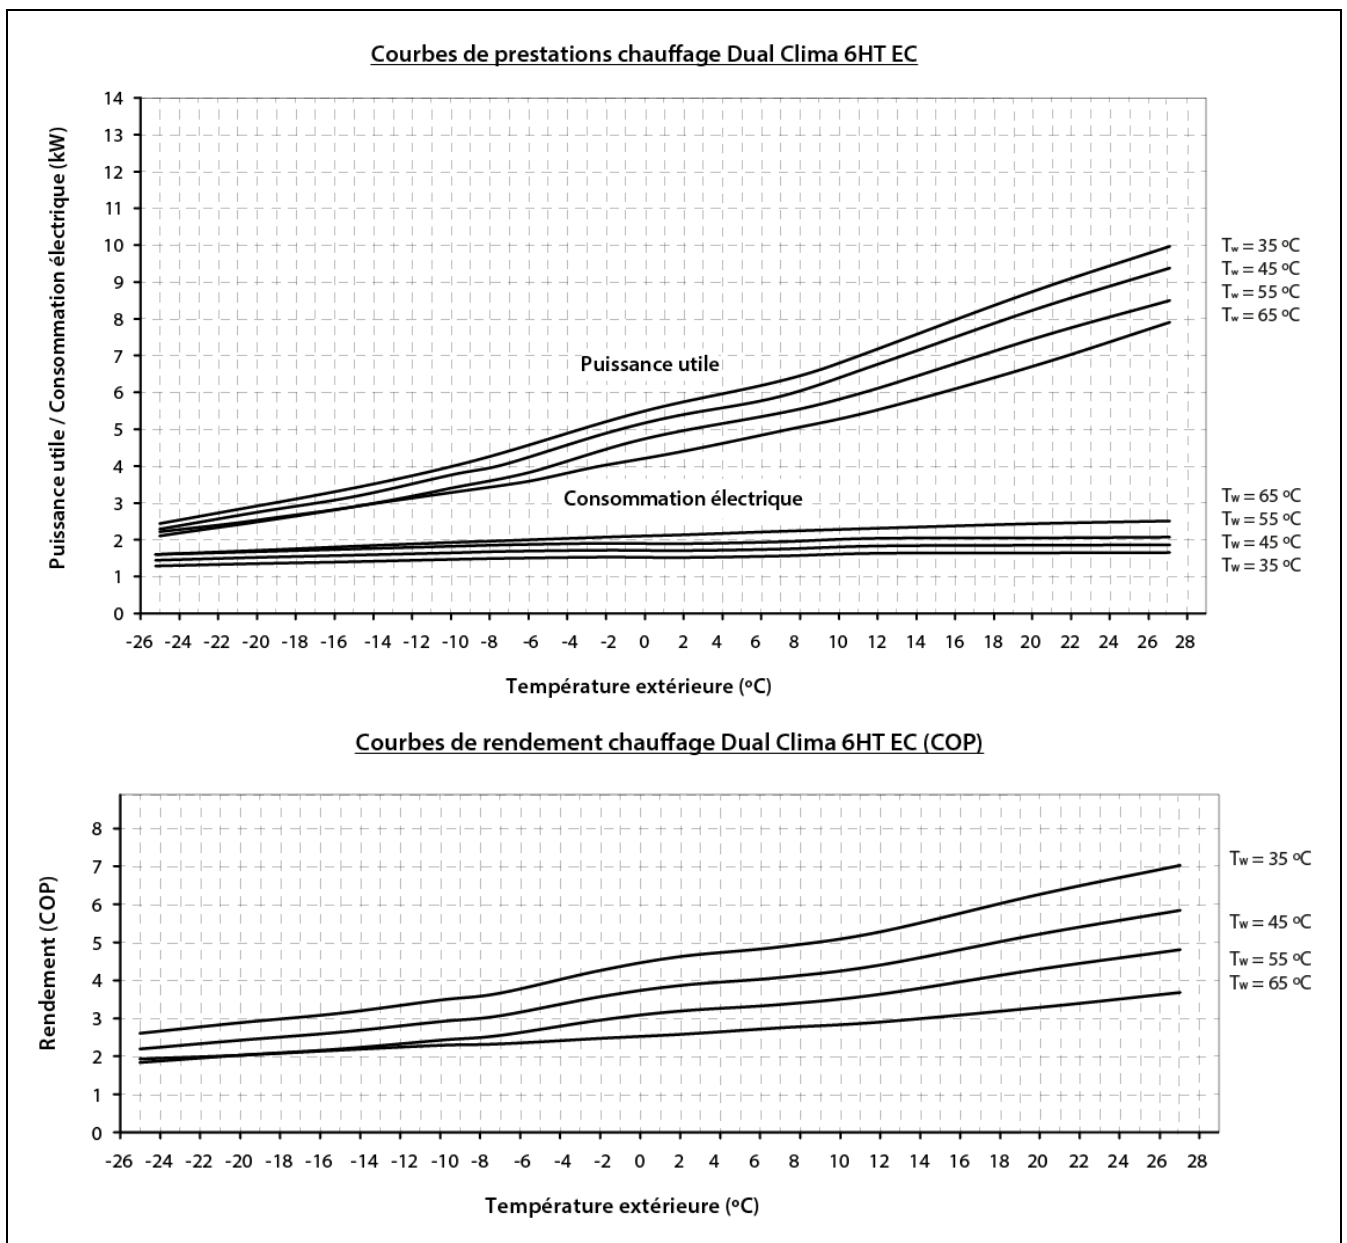 Courbes de prestations chauffage Dual Clima 6HT EC
Puissance utile / Consommation électrique (kW)
14
13
12
11
10
9
8
7
6
5
4
3
2
1
0
Puissance utile
Consommation électrique
Tw = 35 ºC
Tw = 45 ºC
Tw = 55 ºC
Tw = 65 ºC
Tw = 65 ºC
Tw = 55 ºC
Tw = 45 ºC
Tw = 35 ºC
-26 -24 -22 -20 -18 -16 -14 -12 -10 -8 -6 -4 -2 0 2 4 6 8 10 12 14 16 18 20 22 24 26 28
Température extérieure (ºC)
Courbes de rendement chauffage Dual Clima 6HT EC (COP)
Rendement (COP)
8
7
6
5
4
3
2
1
0
Tw = 35 ºC
Tw = 45 ºC
Tw = 55 ºC
Tw = 65 ºC
-26 -24 -22 -20 -18 -16 -14 -12 -10 -8 -6 -4 -2 0 2 4 6 8 10 12 14 16 18 20 22 24 26 28
Température extérieure (ºC)